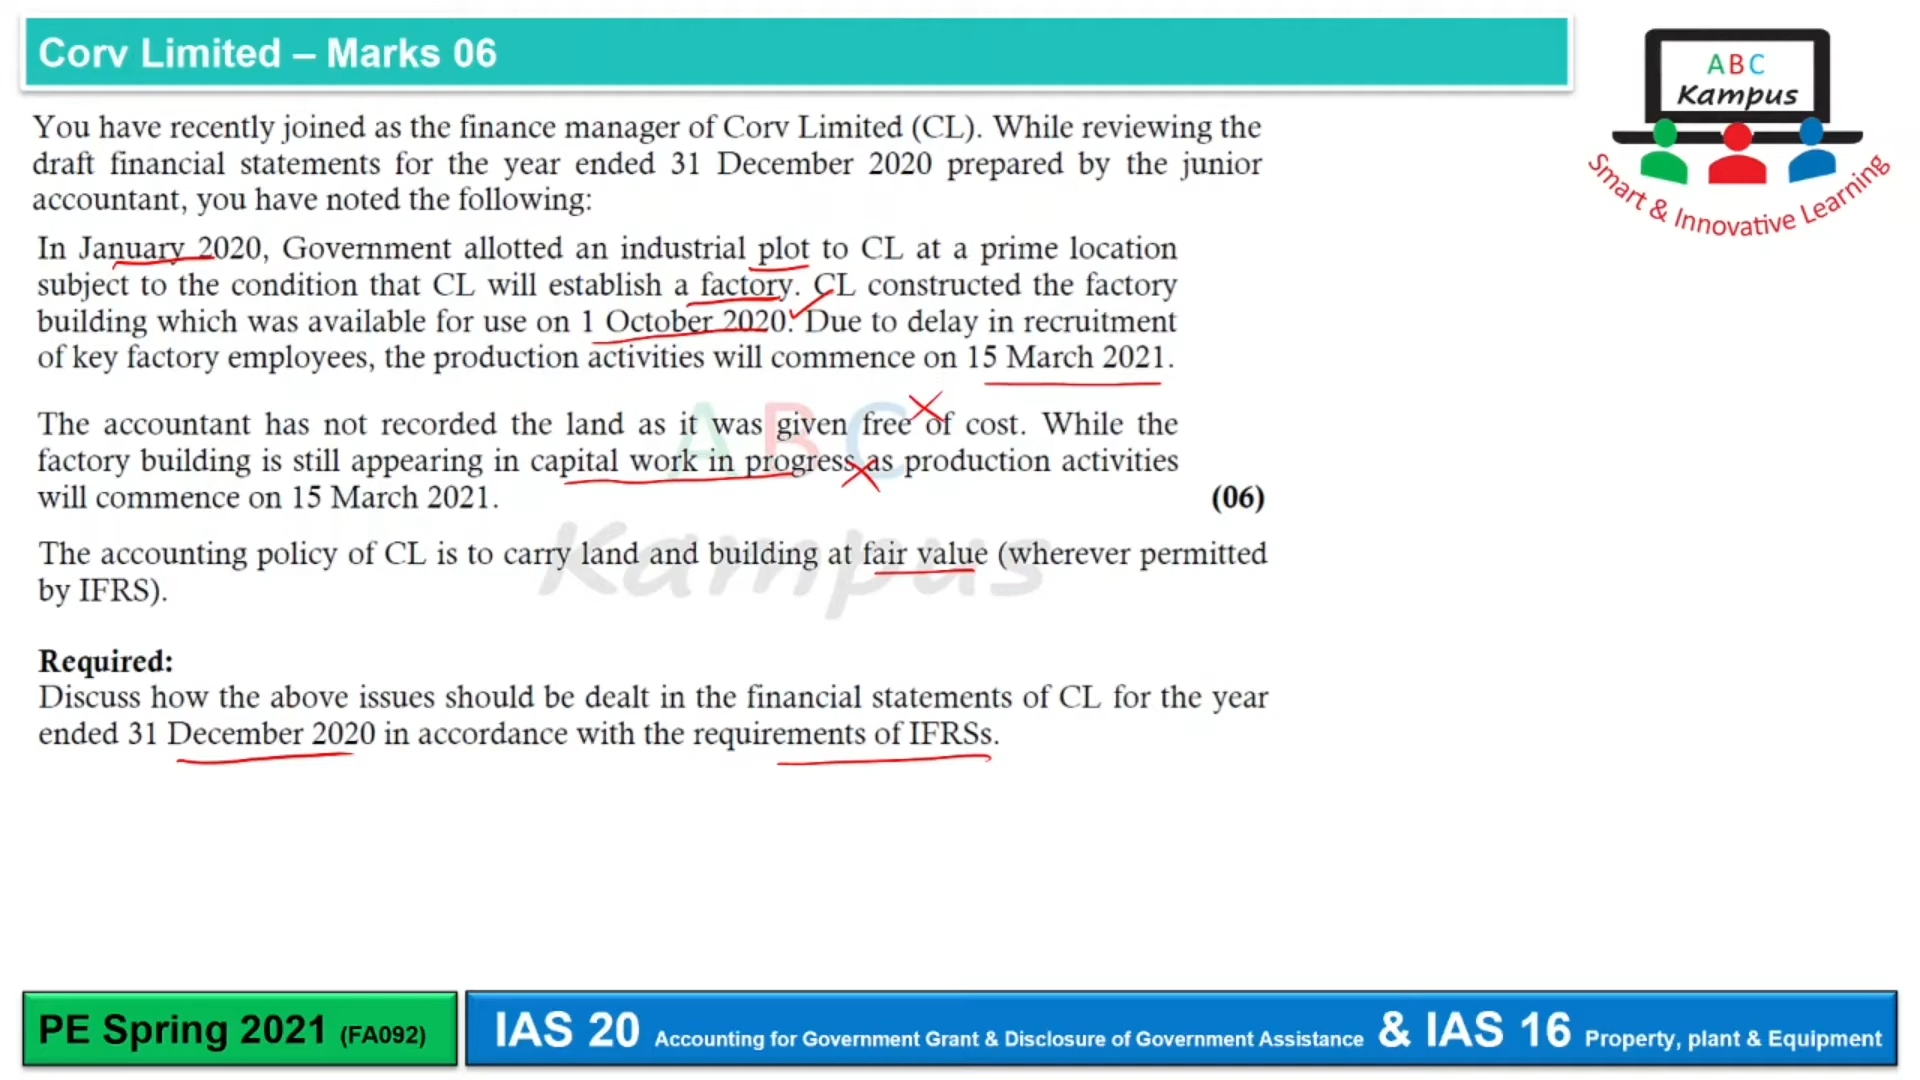 Corv Limited – Marks 06
A B C
Kampus
Smart & Innovative Learning
You have recently joined as the finance manager of Corv Limited (CL). While reviewing the
draft financial statements for the year ended 31 December 2020 prepared by the junior
accountant, you have noted the following:
In January 2020, Government allotted an industrial plot to CL at a prime location
subject to the condition that CL will establish a factory. CL constructed the factory
building which was available for use on 1 October 2020. Due to delay in recruitment
of key factory employees, the production activities will commence on 15 March 2021.
The accountant has not recorded the land as it was given free of cost. While the
factory building is still appearing in capital work in progress as production activities
will commence on 15 March 2021.
(06)
A B C
Kampus
The accounting policy of CL is to carry land and building at fair value (wherever permitted
by IFRS).
Required:
Discuss how the above issues should be dealt in the financial statements of CL for the year
ended 31 December 2020 in accordance with the requirements of IFRSs.
PE Spring 2021 (FA092)
IAS 20 Accounting for Government Grant & Disclosure of Government Assistance & IAS 16 Property, plant & Equipment